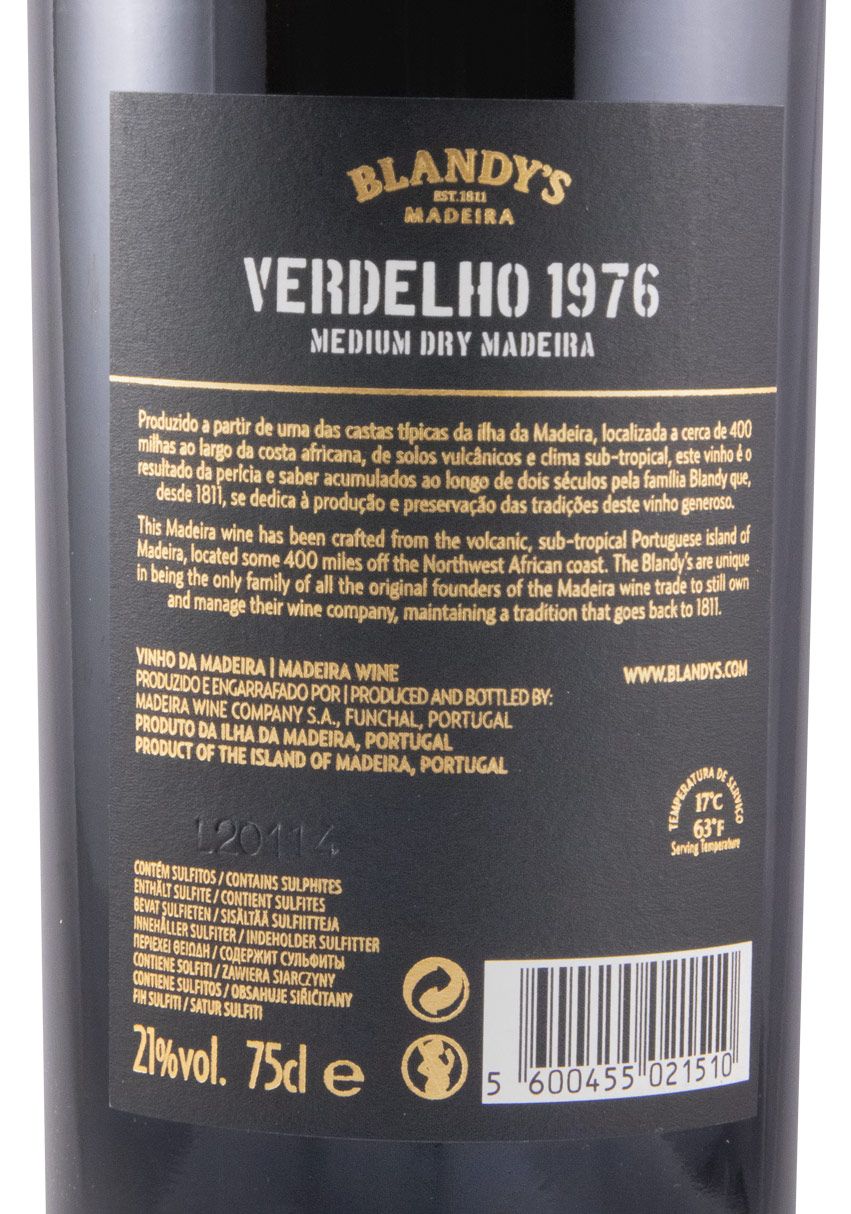 BLANDY'S
EST.1811
MADEIRA
VERDELHO 1976
MEDIUM DRY MADEIRA
Produzido a partir de uma das castas típicas da ilha da Madeira, localizada a cerca de 400
milhas ao largo da costa africana, de solos vulcânicos e clima sub-tropical, este vinho é o
resultado da perícia e saber acumulados ao longo de dois séculos pela família Blandy que,
desde 1811, se dedica à produção e preservação das tradições deste vinho generoso.
This Madeira wine has been crafted from the volcanic, sub-tropical Portuguese island of
Madeira, located some 400 miles off the Northwest African coast. The Blandy's are unique
in being the only family of all the original founders of the Madeira wine trade to still own
and manage their wine company, maintaining a tradition that goes back to 1811.
VINHO DA MADEIRA | MADEIRA WINE
PRODUZIDO E ENGARRAFADO POR | PRODUCED AND BOTTLED BY:
MADEIRA WINE COMPANY S.A., FUNCHAL, PORTUGAL
PRODUTO DA ILHA DA MADEIRA, PORTUGAL
PRODUCT OF THE ISLAND OF MADEIRA, PORTUGAL
WWW.BLANDYS.COM
TEMPERATURA DE SERVIÇO
17°C
63°F
Serving Temperature
L20114
CONTÉM SULFITOS / CONTAINS SULPHITES
ENTHÄLT SULFITE / CONTIENT SULFITES
BEVAT SULFIETEN / SISÄLTÄÄ SULFIITTEJA
INNEHÅLLER SULFITER / INDEHOLDER SULFITTER
ΠΕΡΙΕΧΕΙ ΘΕΙΩΔΗ / СОДЕРЖИТ СУЛЬФИТЫ
CONTIENE SOLFITI / ZAWIERA SIARCZYNY
CONTIENE SULFITOS / OBSAHUJE SIŘIČITANY
FIH SULFITI / SATUR SULFITI
21%vol. 75cl e
5 600455 021510